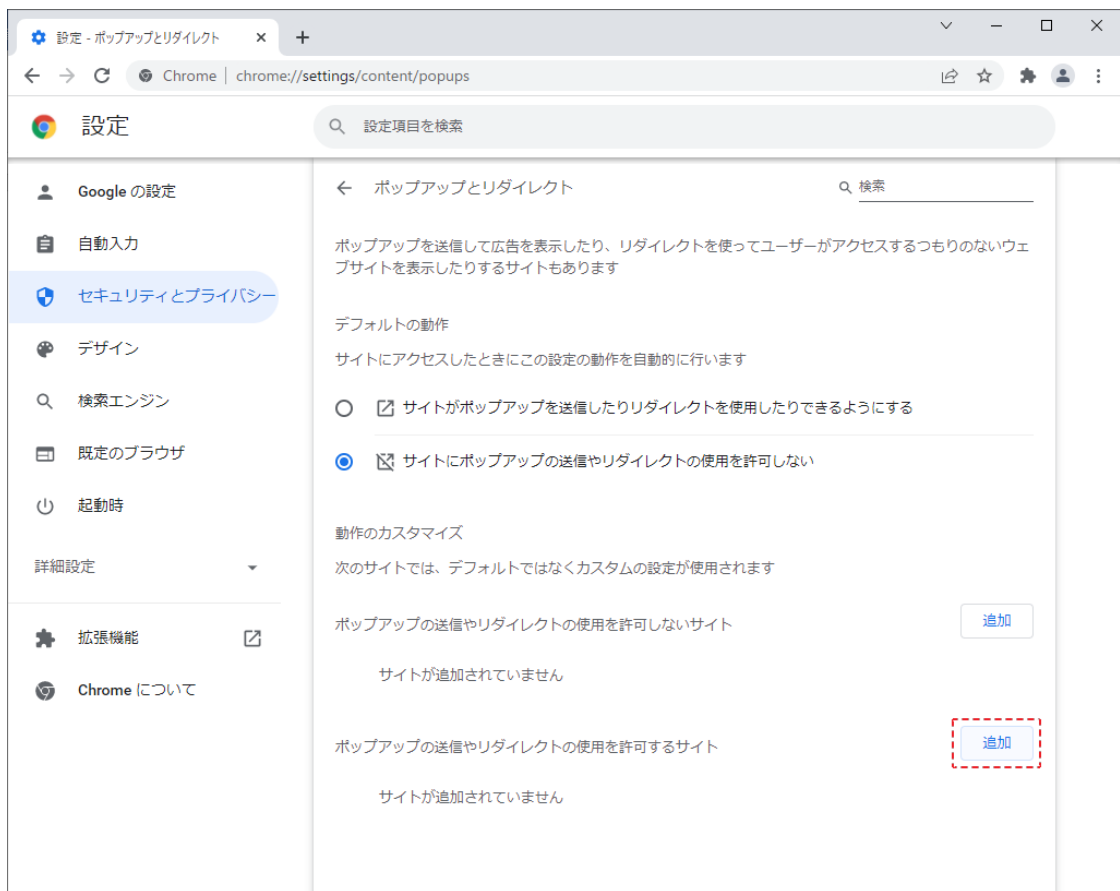 設定 - ポップアップとリダイレクト
Chrome | chrome://settings/content/popups
設定
設定項目を検索
Google の設定
自動入力
セキュリティとプライバシー
デザイン
検索エンジン
既定のブラウザ
起動時
詳細設定
拡張機能
Chrome について
ポップアップとリダイレクト
検索
ポップアップを送信して広告を表示したり、リダイレクトを使ってユーザーがアクセスするつもりのないウェ
ブサイトを表示したりするサイトもあります
デフォルトの動作
サイトにアクセスしたときにこの設定の動作を自動的に行います
サイトがポップアップを送信したりリダイレクトを使用したりできるようにする
サイトにポップアップの送信やリダイレクトの使用を許可しない
動作のカスタマイズ
次のサイトでは、デフォルトではなくカスタムの設定が使用されます
ポップアップの送信やリダイレクトの使用を許可しないサイト
追加
サイトが追加されていません
ポップアップの送信やリダイレクトの使用を許可するサイト
追加
サイトが追加されていません